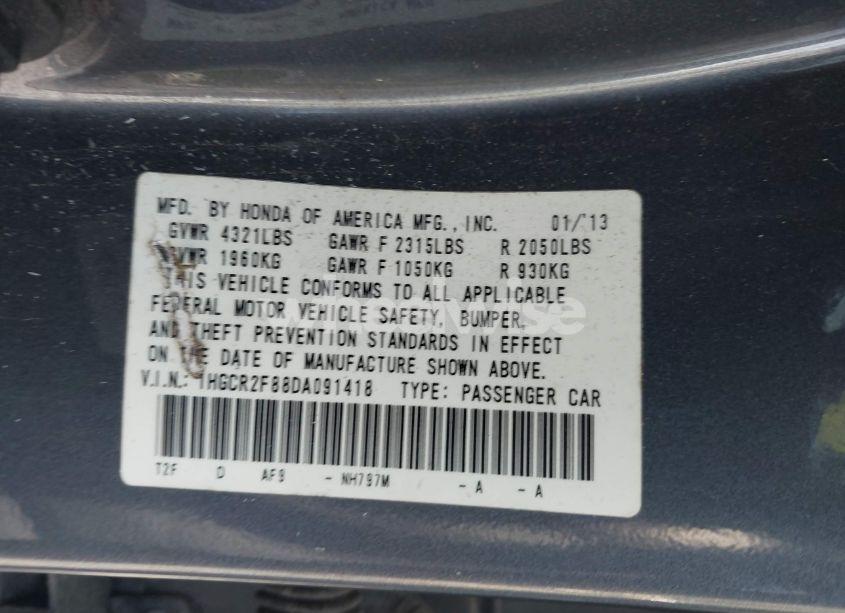 MFD. BY HONDA OF AMERICA MFG., INC. 01/'13
GVWR 4321LBS GAWR F 2315LBS R 2050LBS
GVWR 1960KG GAWR F 1050KG R 930KG
THIS VEHICLE CONFORMS TO ALL APPLICABLE
FEDERAL MOTOR VEHICLE SAFETY, BUMPER,
AND THEFT PREVENTION STANDARDS IN EFFECT
ON THE DATE OF MANUFACTURE SHOWN ABOVE.
V.I.N.: 1HGCR2F88DA091418 TYPE: PASSENGER CAR
T2F D AF9 - NH797M - A - A